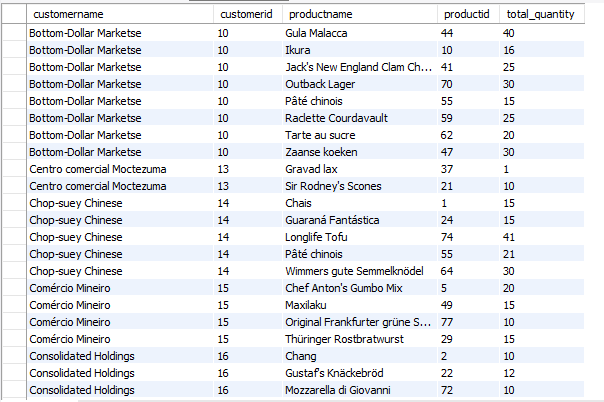 customername customerid productname productid total_quantity
Bottom-Dollar Marketse 10 Gula Malacca 44 40
Bottom-Dollar Marketse 10 Ikura 10 16
Bottom-Dollar Marketse 10 Jack's New England Clam Ch... 41 25
Bottom-Dollar Marketse 10 Outback Lager 70 30
Bottom-Dollar Marketse 10 Pâté chinois 55 15
Bottom-Dollar Marketse 10 Raclette Courdavault 59 25
Bottom-Dollar Marketse 10 Tarte au sucre 62 20
Bottom-Dollar Marketse 10 Zaanse koeken 47 30
Centro comercial Moctezuma 13 Gravad lax 37 1
Centro comercial Moctezuma 13 Sir Rodney's Scones 21 10
Chop-suey Chinese 14 Chais 1 15
Chop-suey Chinese 14 Guaraná Fantástica 24 15
Chop-suey Chinese 14 Longlife Tofu 74 41
Chop-suey Chinese 14 Pâté chinois 55 21
Chop-suey Chinese 14 Wimmers gute Semmelknödel 64 30
Comércio Mineiro 15 Chef Anton's Gumbo Mix 5 20
Comércio Mineiro 15 Maxilaku 49 15
Comércio Mineiro 15 Original Frankfurter grüne S... 77 10
Comércio Mineiro 15 Thüringer Rostbratwurst 29 15
Consolidated Holdings 16 Chang 2 10
Consolidated Holdings 16 Gustaf's Knäckebröd 22 12
Consolidated Holdings 16 Mozzarella di Giovanni 72 10